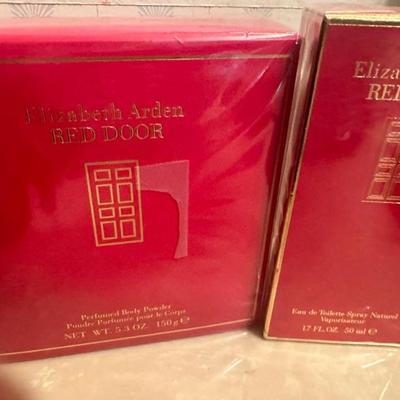 Elizabeth Arden
RED DOOR
Perfumed Body Powder
Poudre Parfumée pour le Corps
NET WT. 5.3 OZ. 150g e
Eliza
RED
Eau de Toilette Spray Naturel
Vaporisateur
1.7 FL. OZ. 50 ml e